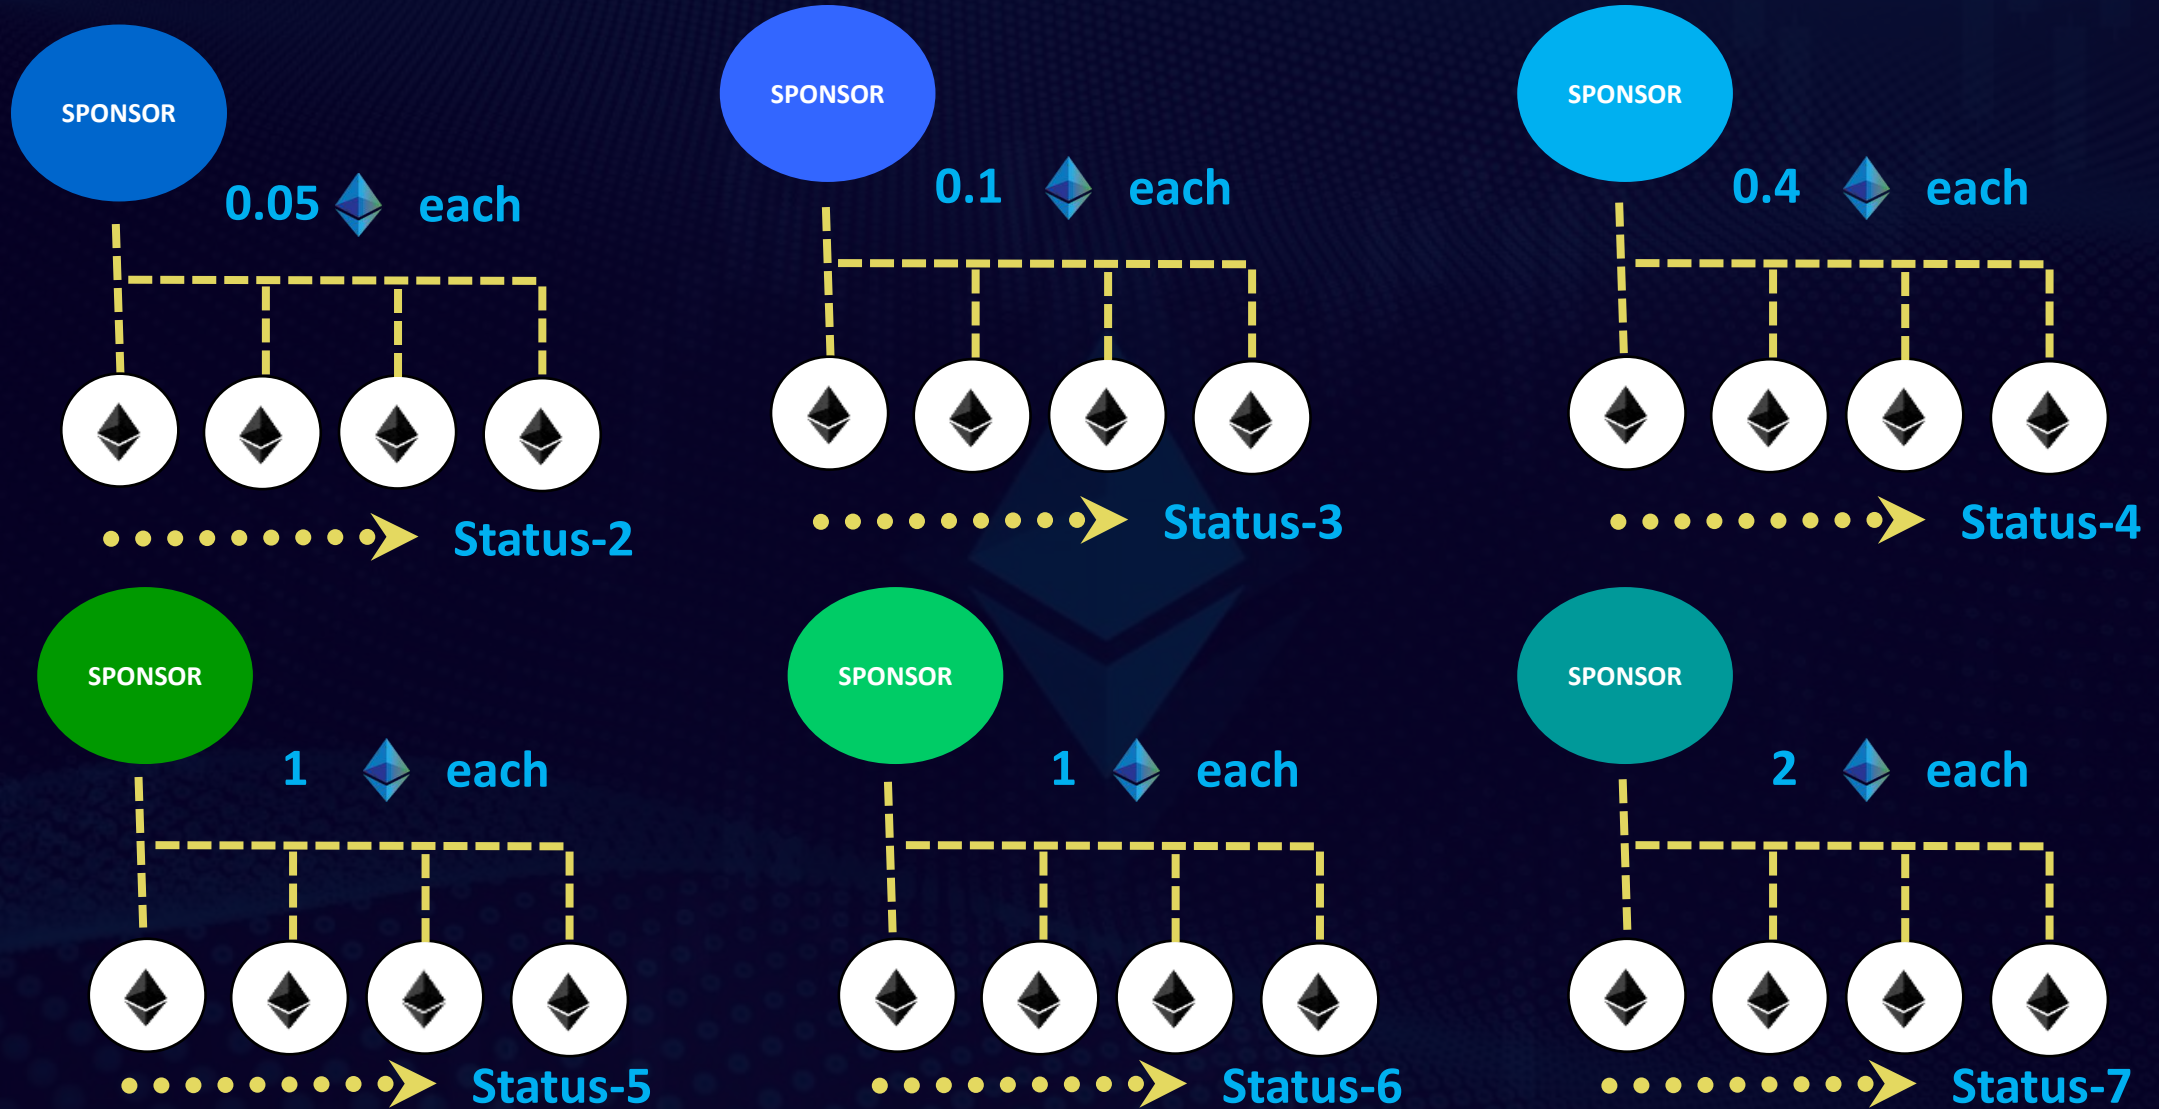 SPONSOR
0.05 each
Status-2
SPONSOR
0.1 each
Status-3
SPONSOR
0.4 each
Status-4
SPONSOR
1 each
Status-5
SPONSOR
1 each
Status-6
SPONSOR
2 each
Status-7